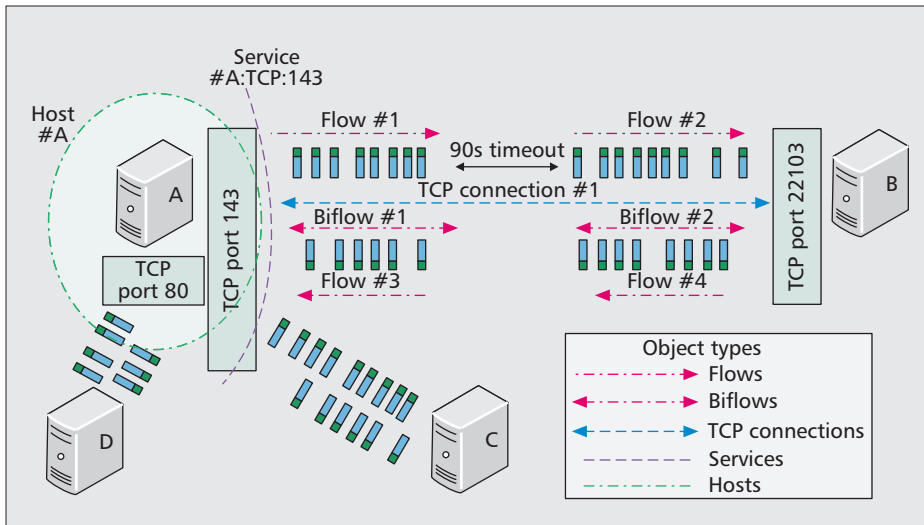 Service
#A:TCP:143
Host
#A
Flow #1
Flow #2
90s timeout
TCP connection #1
A
B
TCP port 143
TCP port 22103
Biflow #1
Biflow #2
TCP
port 80
Flow #3
Flow #4
D
C
Object types
Flows
Biflows
TCP connections
Services
Hosts